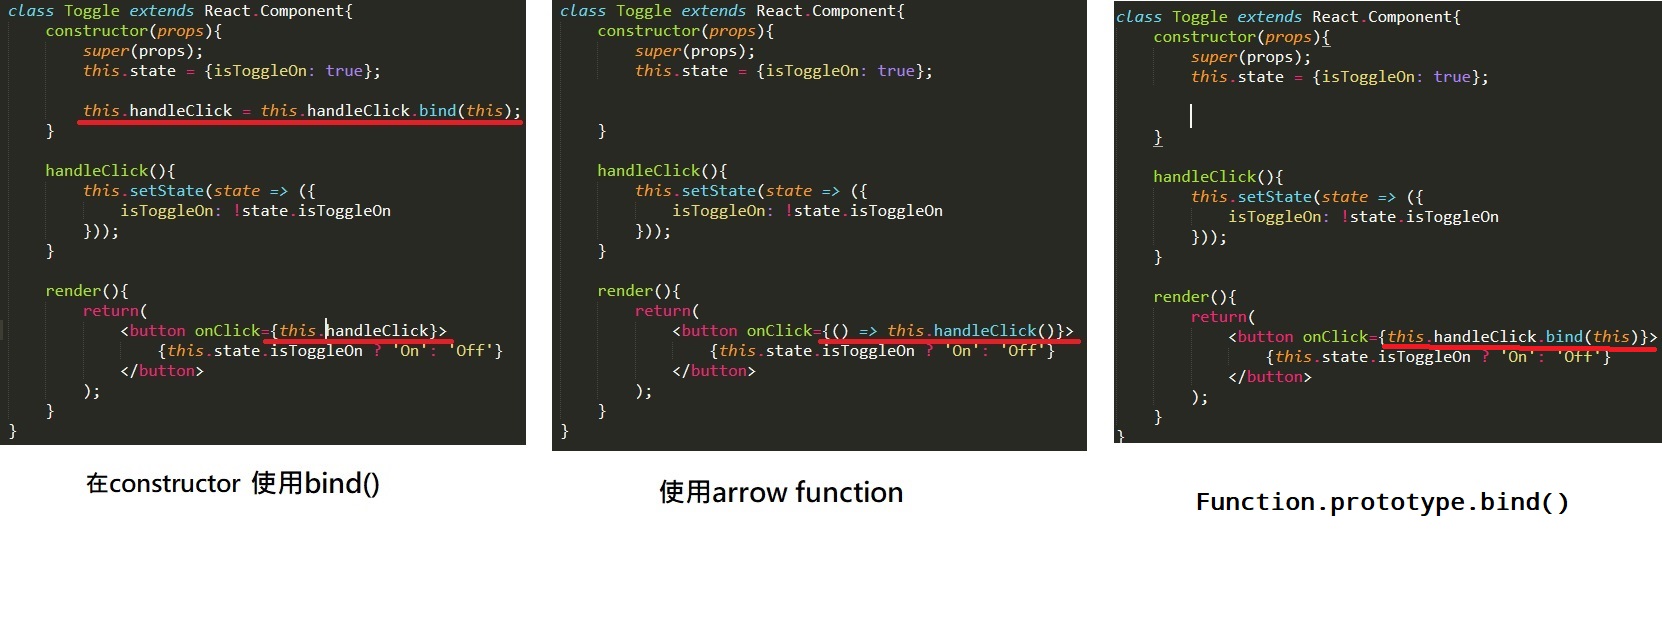 class Toggle extends React.Component{
constructor(props){
super(props);
this.state = {isToggleOn: true};
this.handleClick = this.handleClick.bind(this);
}
handleClick(){
this.setState(state => ({
isToggleOn: !state.isToggleOn
}));
}
render(){
return(
<button onClick={this.handleClick}>
{this.state.isToggleOn ? 'On': 'Off'}
</button>
);
}
}
在constructor 使用bind()
class Toggle extends React.Component{
constructor(props){
super(props);
this.state = {isToggleOn: true};
}
handleClick(){
this.setState(state => ({
isToggleOn: !state.isToggleOn
}));
}
render(){
return(
<button onClick={() => this.handleClick()}>
{this.state.isToggleOn ? 'On': 'Off'}
</button>
);
}
}
使用arrow function
class Toggle extends React.Component{
constructor(props){
super(props);
this.state = {isToggleOn: true};
}
handleClick(){
this.setState(state => ({
isToggleOn: !state.isToggleOn
}));
}
render(){
return(
<button onClick={this.handleClick.bind(this)}>
{this.state.isToggleOn ? 'On': 'Off'}
</button>
);
}
}
Function.prototype.bind()